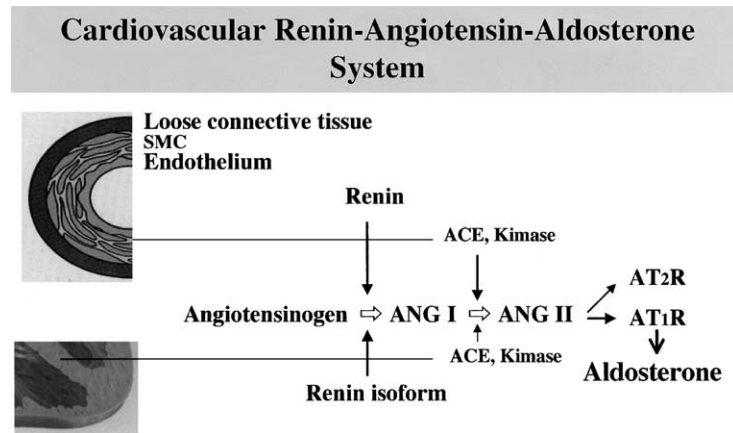 Cardiovascular Renin-Angiotensin-Aldosterone
System
Loose connective tissue
SMC
Endothelium
Renin
ACE, Kimase
AT2R
Angiotensinogen ⇨ ANG I ⇨ ANG II
AT1R
ACE, Kimase
Aldosterone
Renin isoform